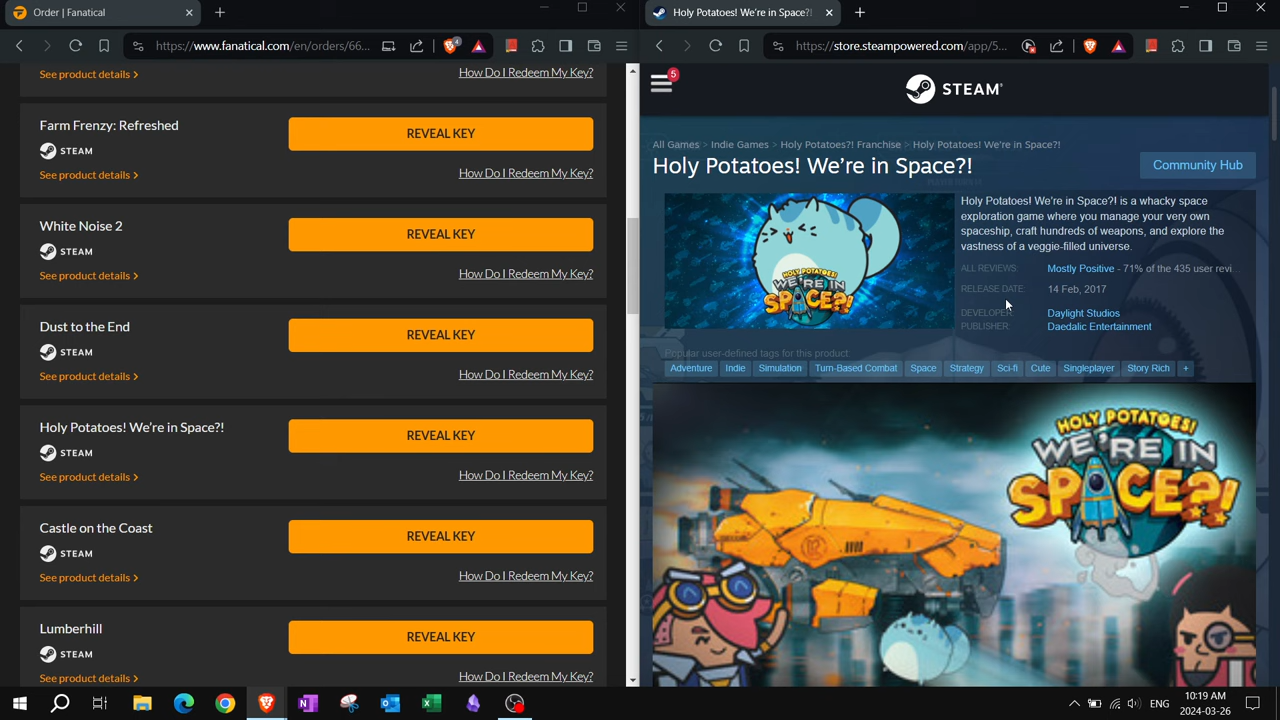 Order | Fanatical
https://www.fanatical.com/en/orders/66...
4
See product details >
How Do I Redeem My Key?
Farm Frenzy: Refreshed
STEAM
See product details >
REVEAL KEY
How Do I Redeem My Key?
White Noise 2
STEAM
See product details >
REVEAL KEY
How Do I Redeem My Key?
Dust to the End
STEAM
See product details >
REVEAL KEY
How Do I Redeem My Key?
Holy Potatoes! We're in Space?!
STEAM
See product details >
REVEAL KEY
How Do I Redeem My Key?
Castle on the Coast
STEAM
See product details >
REVEAL KEY
How Do I Redeem My Key?
Lumberhill
STEAM
See product details >
REVEAL KEY
How Do I Redeem My Key?
Holy Potatoes! We're in Space?!
https://store.steampowered.com/app/5...
5
STEAM®
All Games > Indie Games > Holy Potatoes?! Franchise > Holy Potatoes! We're in Space?!
Holy Potatoes! We're in Space?!
Community Hub
HOLY POTATOES!
WE'RE IN
SPACE?!
Holy Potatoes! We're in Space?! is a whacky space
exploration game where you manage your very own
spaceship, craft hundreds of weapons, and explore the
vastness of a veggie-filled universe.
ALL REVIEWS: Mostly Positive - 71% of the 435 user revi...
RELEASE DATE: 14 Feb, 2017
DEVELOPER: Daylight Studios
PUBLISHER: Daedalic Entertainment
Popular user-defined tags for this product
Adventure Indie Simulation Turn-Based Combat Space Strategy Sci-fi Cute Singleplayer Story Rich +
HOLY POTATOES!
WE'RE IN
SPACE?!
ENG
10:19 AM
2024-03-26